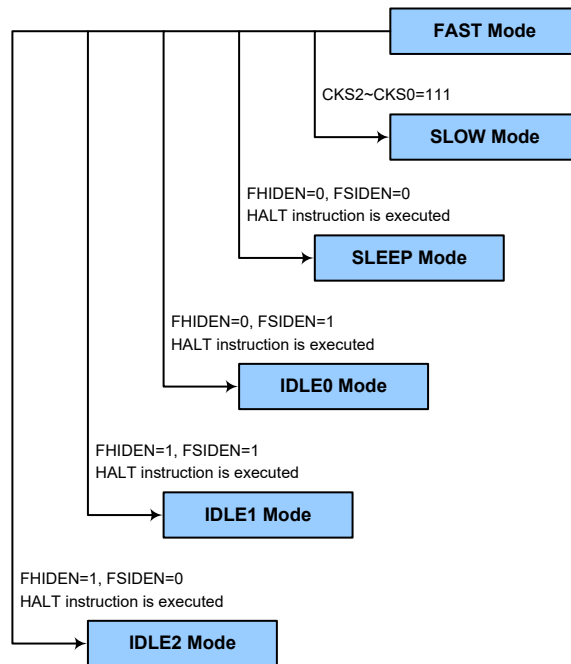 FAST Mode
CKS2~CKS0=111
SLOW Mode
FHIDEN=0, FSIDEN=0
HALT instruction is executed
SLEEP Mode
FHIDEN=0, FSIDEN=1
HALT instruction is executed
IDLE0 Mode
FHIDEN=1, FSIDEN=1
HALT instruction is executed
IDLE1 Mode
FHIDEN=1, FSIDEN=0
HALT instruction is executed
IDLE2 Mode